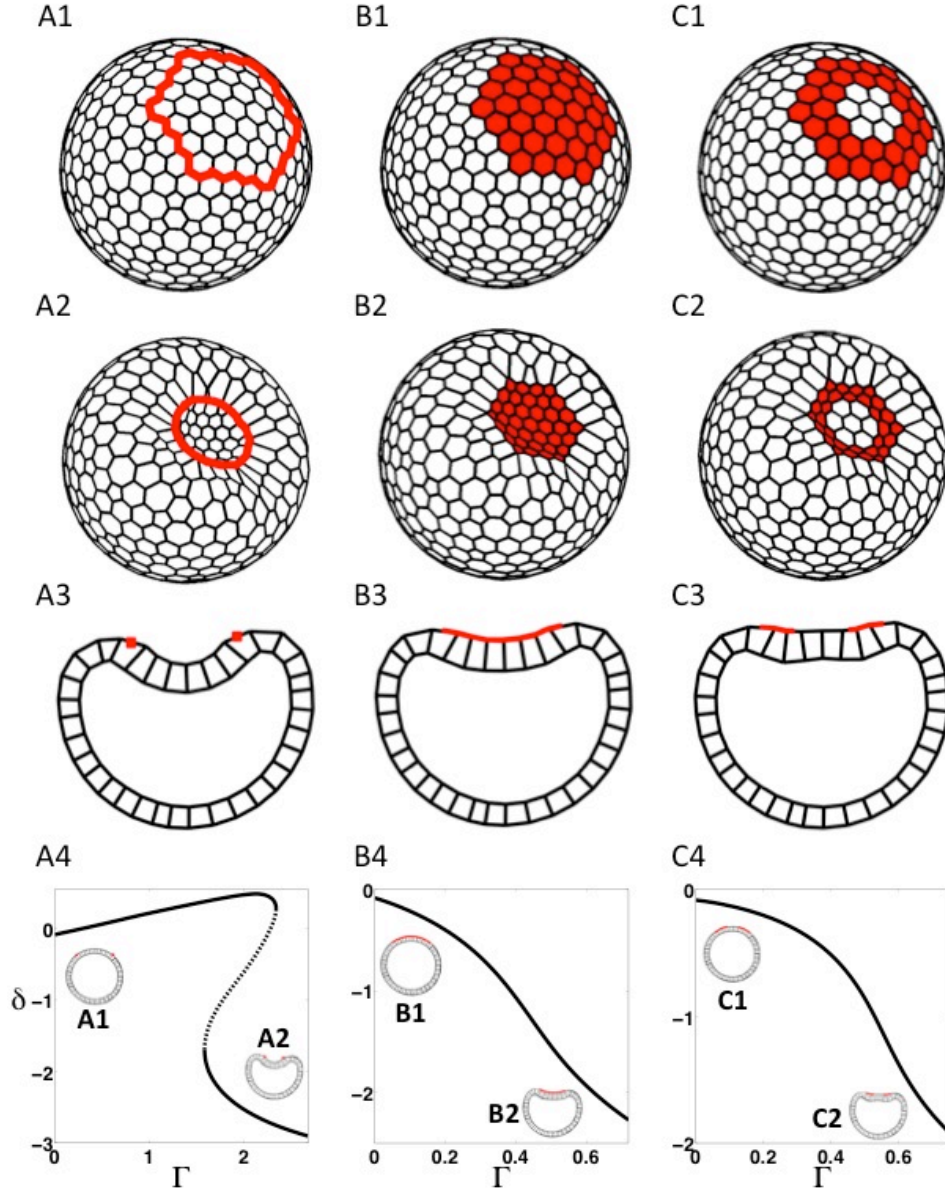 A1 B1 C1
A2 B2 C2
A3 B3 C3
A4 B4 C4
0 0 0
δ -1 -1 -1
-2 -2 -2
-3
A1 A2 B1 B2 C1 C2
0 1 2 0 0.2 0.4 0.6 0 0.2 0.4 0.6
Γ Γ Γ